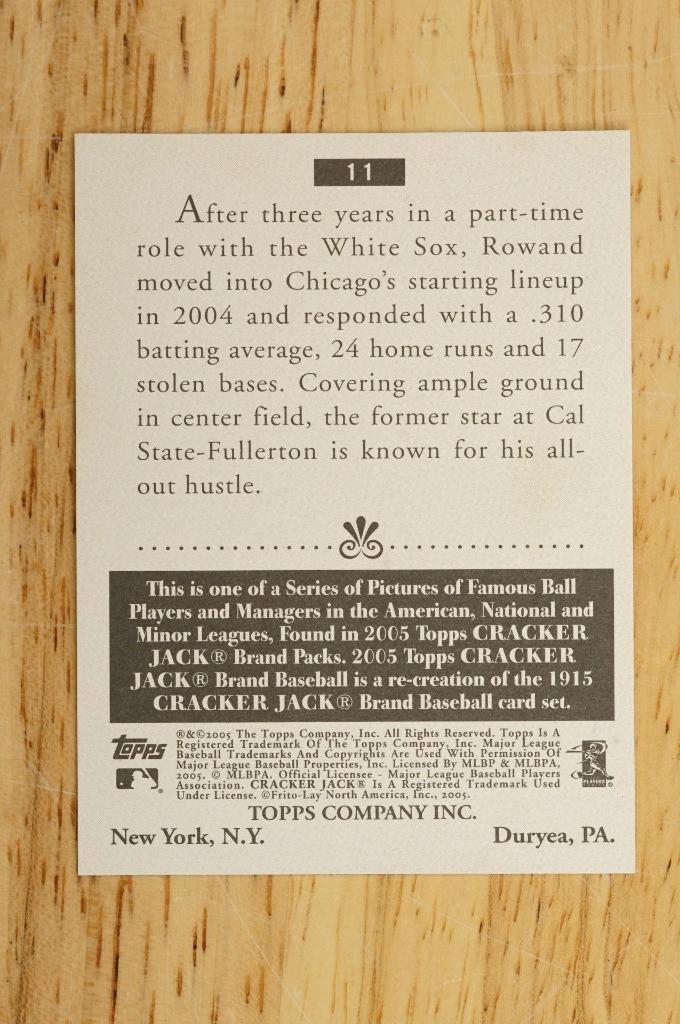 11
After three years in a part-time
role with the White Sox, Rowand
moved into Chicago's starting lineup
in 2004 and responded with a .310
batting average, 24 home runs and 17
stolen bases. Covering ample ground
in center field, the former star at Cal
State-Fullerton is known for his all-
out hustle.
This is one of a Series of Pictures of Famous Ball
Players and Managers in the American, National and
Minor Leagues, Found in 2005 Topps CRACKER
JACK® Brand Packs. 2005 Topps CRACKER
JACK® Brand Baseball is a re-creation of the 1915
CRACKER JACK® Brand Baseball card set.
Topps
®&©2005 The Topps Company, Inc. All Rights Reserved. Topps Is A
Registered Trademark Of The Topps Company, Inc. Major League
Baseball Trademarks And Copyrights Are Used With Permission Of
Major League Baseball Properties, Inc. Licensed By MLBP & MLBPA,
2005. © MLBPA. Official Licensee - Major League Baseball Players
Association. CRACKER JACK® Is A Registered Trademark Used
Under License. ©Frito-Lay North America, Inc., 2005.
PLAYERS
TOPPS COMPANY INC.
New York, N.Y. Duryea, PA.